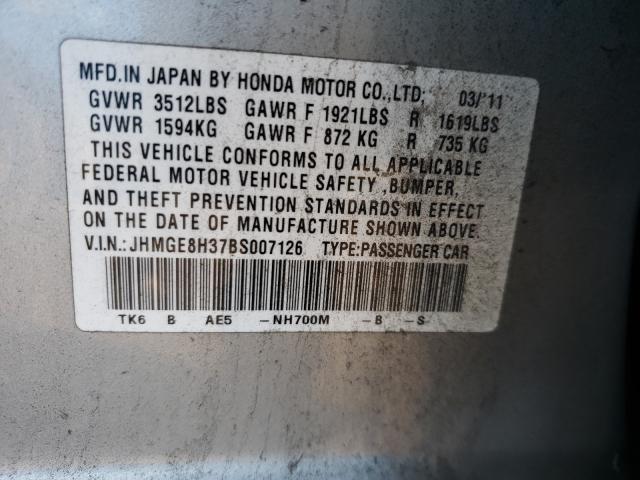 MFD.IN JAPAN BY HONDA MOTOR CO.,LTD; 03/'11
GVWR 3512LBS GAWR F 1921LBS R 1619LBS
GVWR 1594KG GAWR F 872 KG R 735 KG
THIS VEHICLE CONFORMS TO ALL APPLICABLE
FEDERAL MOTOR VEHICLE SAFETY ,BUMPER,
AND THEFT PREVENTION STANDARDS IN EFFECT
ON THE DATE OF MANUFACTURE SHOWN ABOVE.
V.I.N.:JHMGE8H37BS007126 TYPE:PASSENGER CAR
TK6 B AE5 -NH700M -B -S-